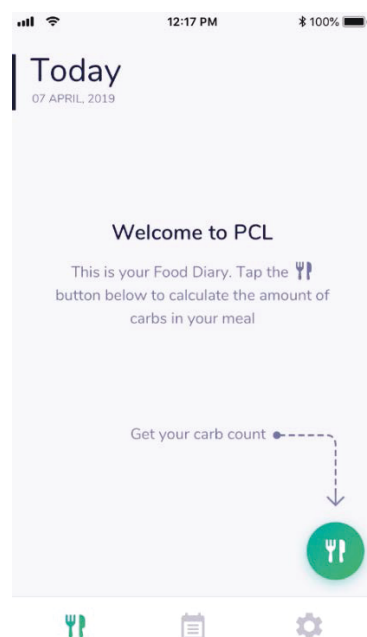 12:17 PM 100%
Today
07 APRIL, 2019
Welcome to PCL
This is your Food Diary. Tap the
button below to calculate the amount of
carbs in your meal
Get your carb count